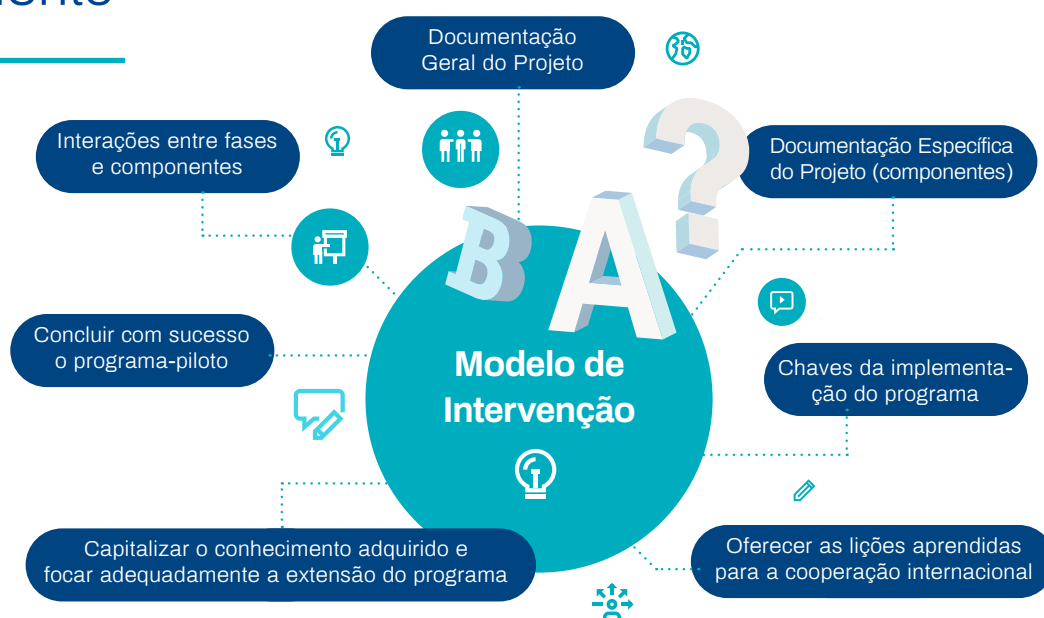 Documentação
Geral do Projeto
Interações entre fases
e componentes
Documentação Específica
do Projeto (componentes)
B
A
?
Concluir com sucesso
o programa-piloto
Modelo de
Intervenção
Chaves da implementa-
ção do programa
Capitalizar o conhecimento adquirido e
focar adequadamente a extensão do programa
Oferecer as lições aprendidas
para a cooperação internacional